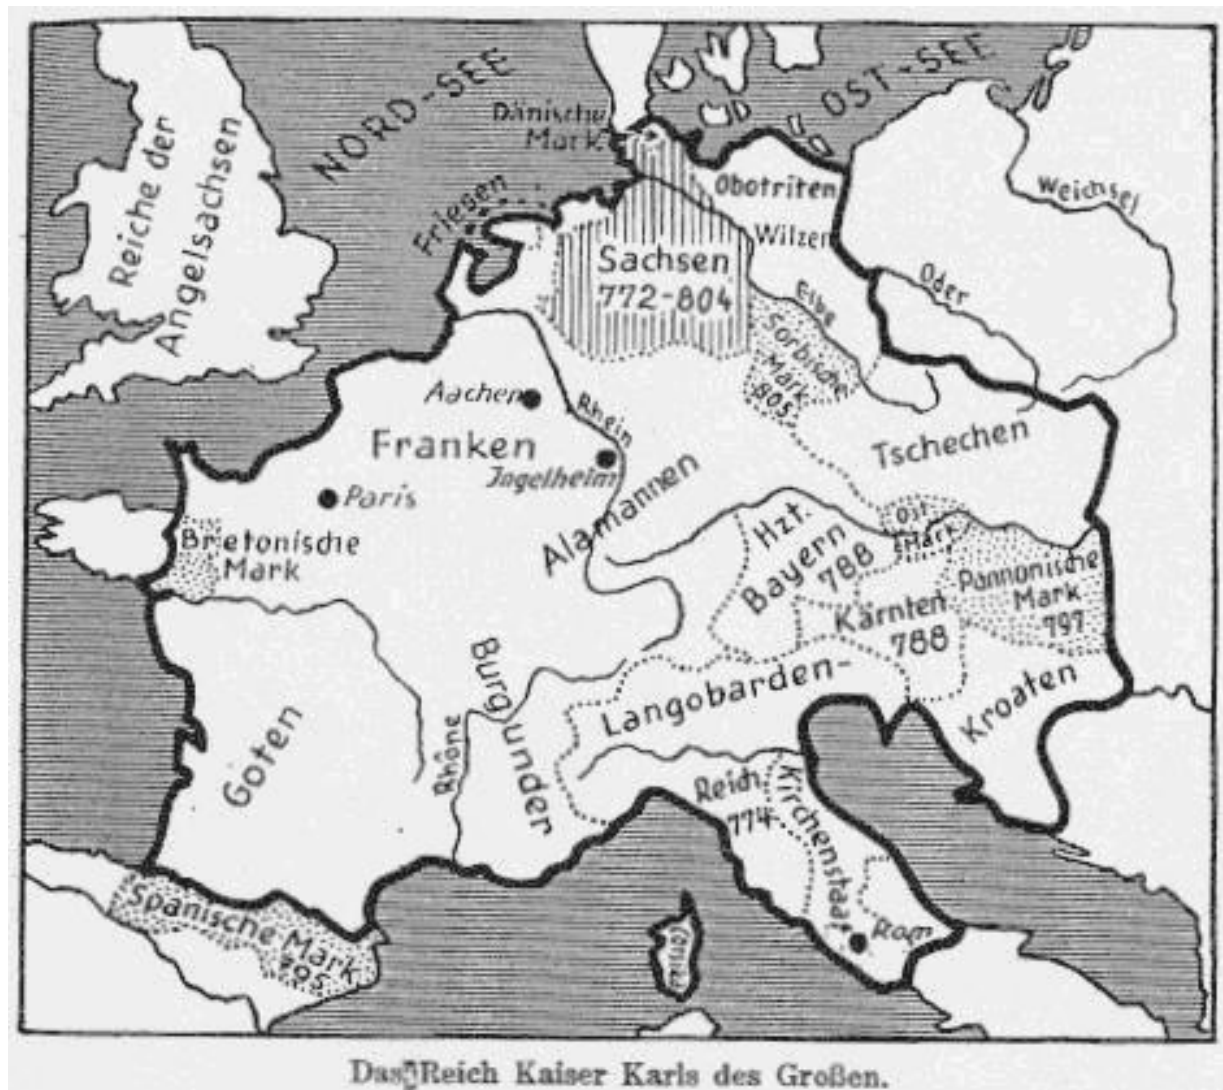 NORD-SEE
OST-SEE
Dänische
Mark
Reiche der
Angelsachsen
Friesen
Obotriten
Wilzen
Weichsel
Oder
Elbe
Sachsen
772-804
Sorbische
Mark
805
Aachen
Rhein
Franken
Ingelheim
Paris
Tschechen
Alamannen
Bretonische
Mark
Hzt.
Bayern
788
Ost
Mark
Pannonische
Mark
797
Kärnten
788
Burgunder
Langobarden-
Reich
774
Kroaten
Goten
Rhône
Kirchenstaat
Rom
Corsica
Spanische Mark
795
Das Reich Kaiser Karls des Großen.